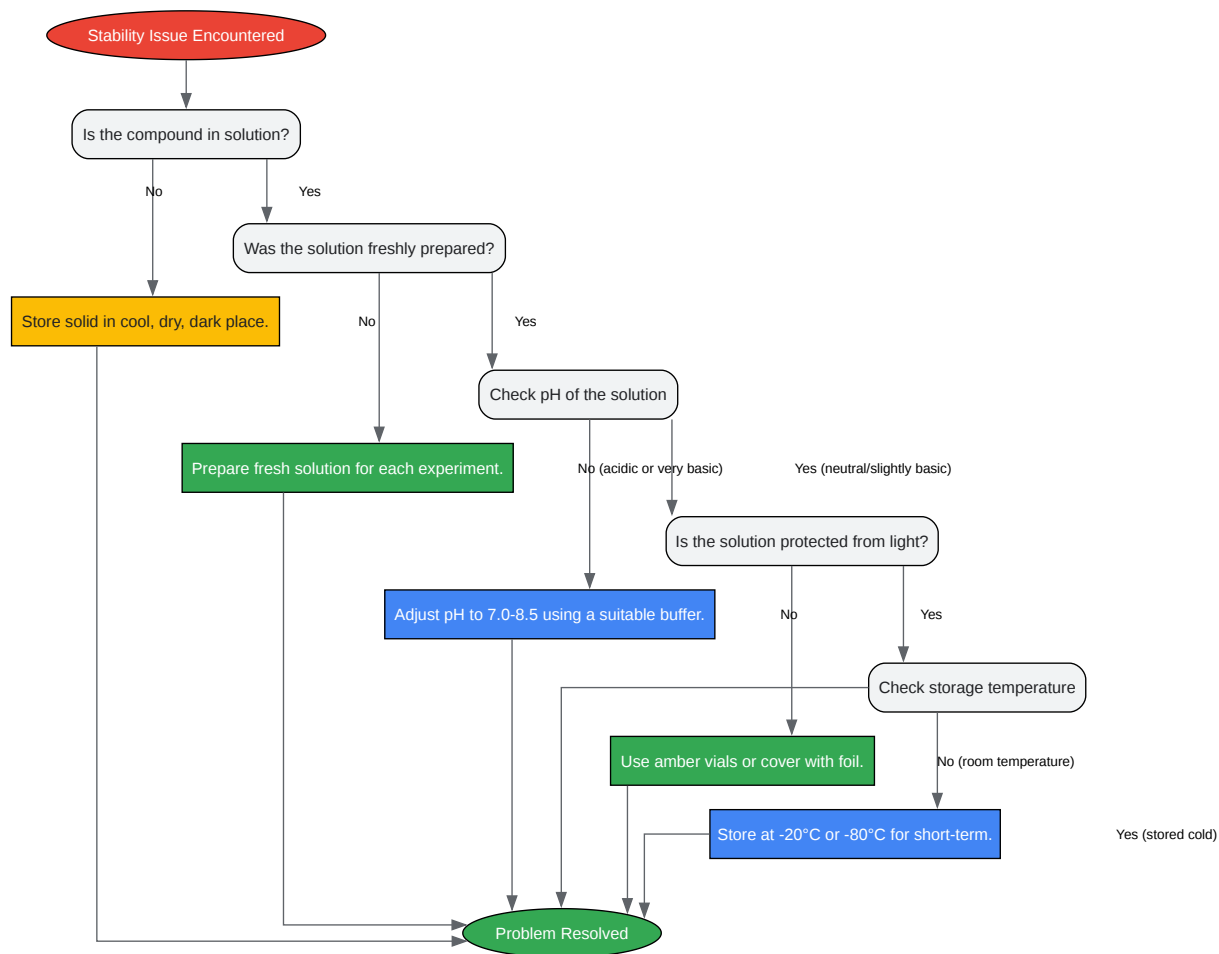 Stability Issue Encountered
Is the compound in solution?
No
Yes
Was the solution freshly prepared?
Store solid in cool, dry, dark place.
No
Yes
Check pH of the solution
Prepare fresh solution for each experiment.
No (acidic or very basic)
Yes (neutral/slightly basic)
Is the solution protected from light?
Adjust pH to 7.0-8.5 using a suitable buffer.
No
Yes
Check storage temperature
Use amber vials or cover with foil.
No (room temperature)
Store at -20°C or -80°C for short-term.
Yes (stored cold)
Problem Resolved